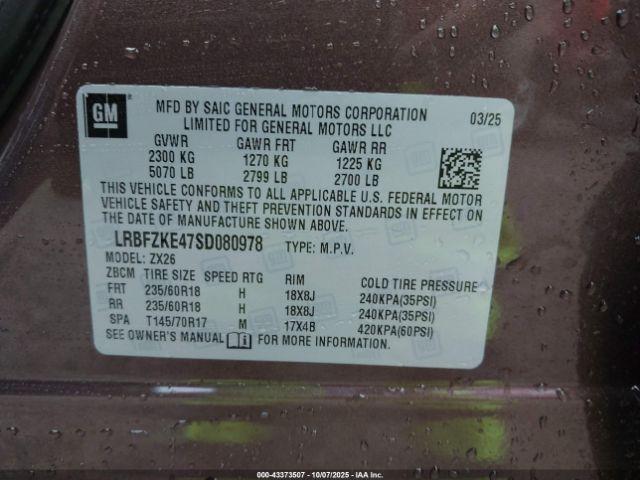 GM
MFD BY SAIC GENERAL MOTORS CORPORATION 03/25
LIMITED FOR GENERAL MOTORS LLC
GVWR GAWR FRT GAWR RR
2300 KG 1270 KG 1225 KG
5070 LB 2799 LB 2700 LB
THIS VEHICLE CONFORMS TO ALL APPLICABLE U.S. FEDERAL MOTOR
VEHICLE SAFETY AND THEFT PREVENTION STANDARDS IN EFFECT ON
THE DATE OF MANUFACTURE SHOWN ABOVE.
LRBFZKE47SD080978 TYPE: M.P.V.
MODEL: ZX26
ZBCM TIRE SIZE SPEED RTG RIM COLD TIRE PRESSURE
FRT 235/60R18 H 18X8J 240KPA(35PSI)
RR 235/60R18 H 18X8J 240KPA(35PSI)
SPA T145/70R17 M 17X4B 420KPA(60PSI)
SEE OWNER'S MANUAL FOR MORE INFORMATION.
000-43373507 - 10/07/2025 - IAA Inc.